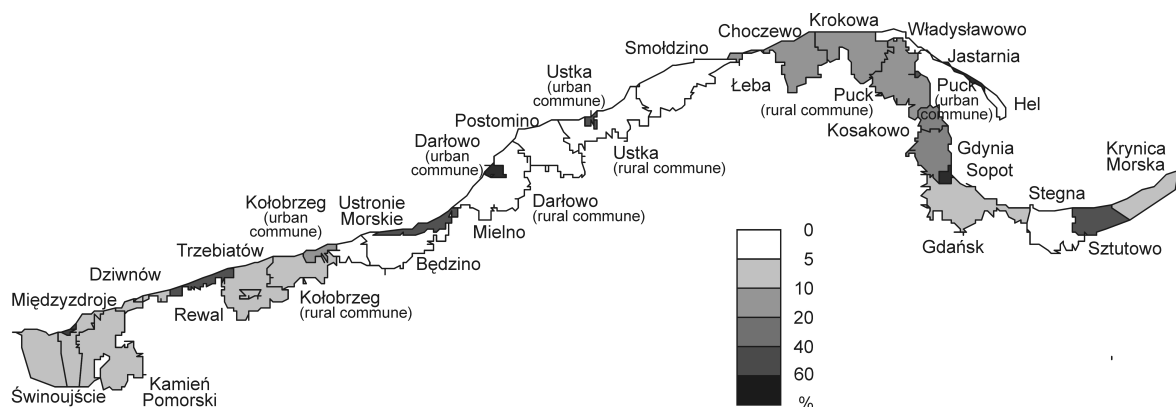 Krokowa
Choczewo
Władysławowo
Smołdzino
Jastarnia
Ustka
(urban
commune)
Łeba
Puck
(rural commune)
Puck
(urban
commune)
Hel
Postomino
Kosakowo
Darłowo
(urban
commune)
Ustka
(rural commune)
Gdynia
Sopot
Krynica
Morska
Kołobrzeg
(urban
commune)
Ustronie
Morskie
Darłowo
(rural commune)
Stegna
Mielno
Trzebiatów
Będzino
Gdańsk
Sztutowo
Dziwnów
Międzyzdroje
Rewal
Kołobrzeg
(rural commune)
Świnoujście
Kamień
Pomorski
0
5
10
20
40
60
%